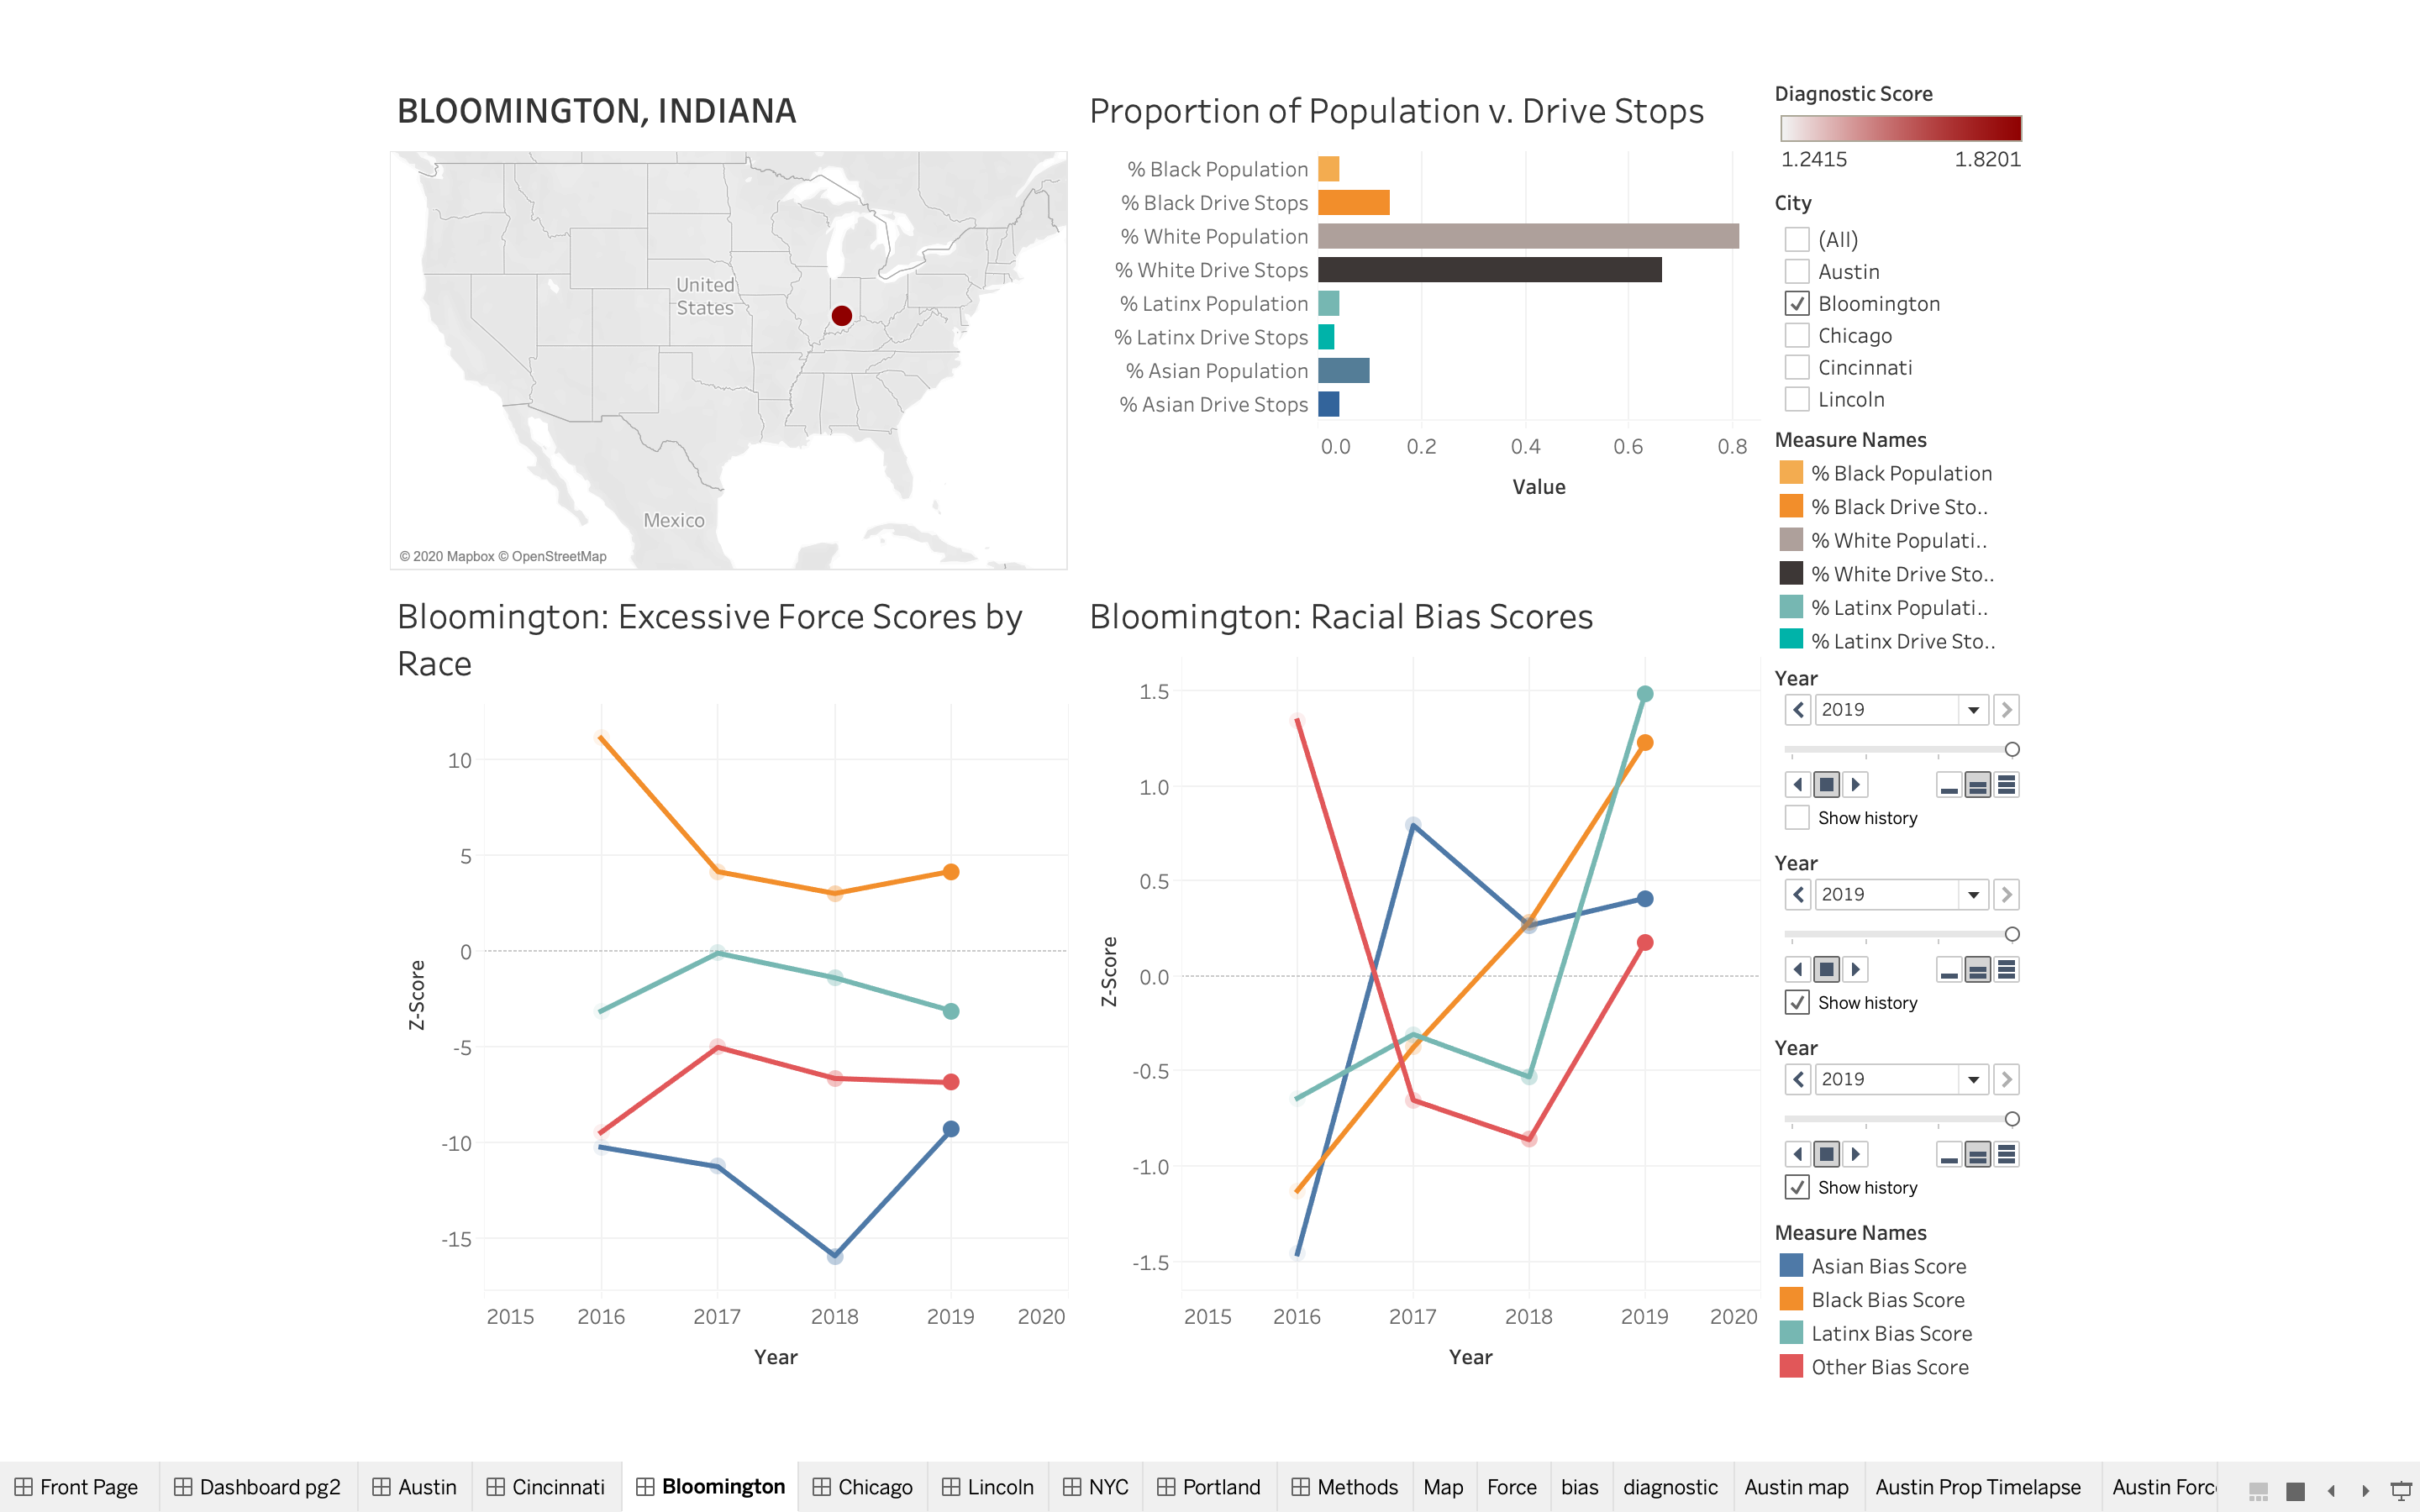 BLOOMINGTON, INDIANA
United
States
Mexico
© 2020 Mapbox © OpenStreetMap
Proportion of Population v. Drive Stops
% Black Population
% Black Drive Stops
% White Population
% White Drive Stops
% Latinx Population
% Latinx Drive Stops
% Asian Population
% Asian Drive Stops
0.0 0.2 0.4 0.6 0.8
Value
Diagnostic Score
1.2415 1.8201
City
(All)
Austin
Bloomington
Chicago
Cincinnati
Lincoln
Measure Names
% Black Population
% Black Drive Sto..
% White Populati..
% White Drive Sto..
% Latinx Populati..
% Latinx Drive Sto..
Bloomington: Excessive Force Scores by
Race
10
5
0
-5
-10
-15
Z-Score
2015 2016 2017 2018 2019 2020
Year
Bloomington: Racial Bias Scores
1.5
1.0
0.5
0.0
-0.5
-1.0
-1.5
Z-Score
2015 2016 2017 2018 2019 2020
Year
Year
2019
Show history
Year
2019
Show history
Year
2019
Show history
Measure Names
Asian Bias Score
Black Bias Score
Latinx Bias Score
Other Bias Score
Front Page Dashboard pg2 Austin Cincinnati Bloomington Chicago Lincoln NYC Portland Methods Map Force bias diagnostic Austin map Austin Prop Timelapse Austin Forc